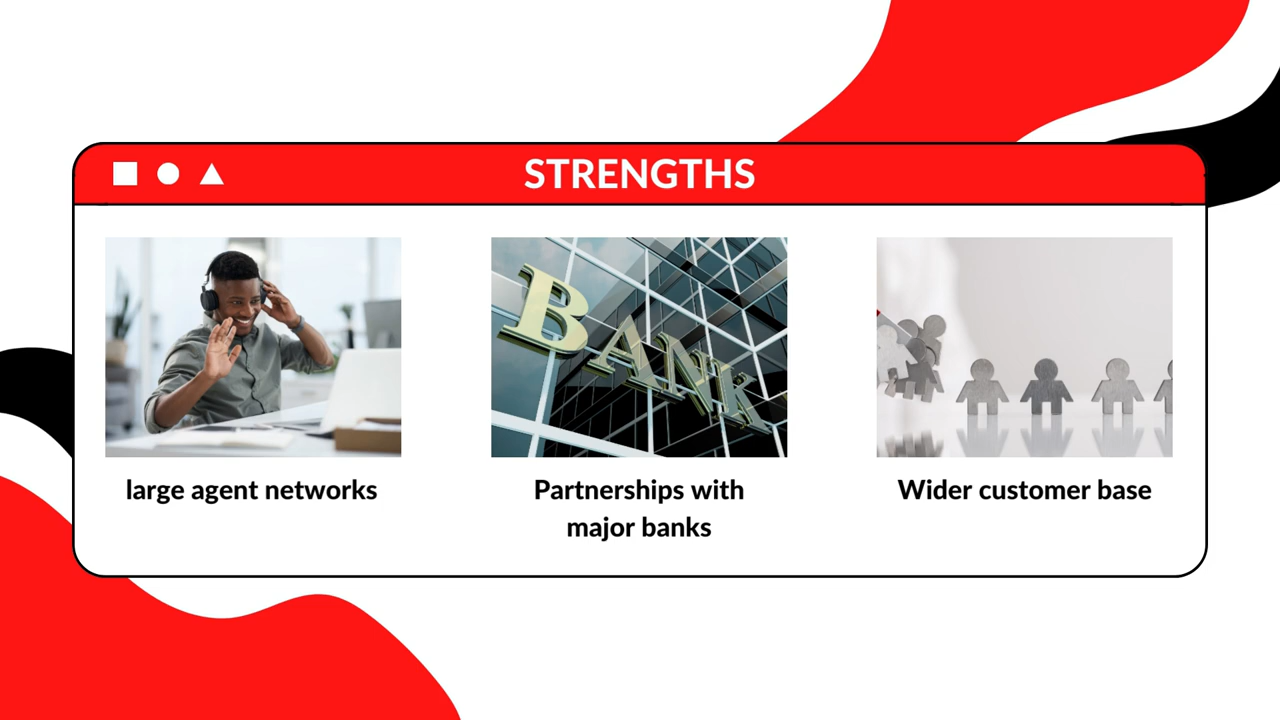 STRENGTHS
BANK
large agent networks
Partnerships with
major banks
Wider customer base